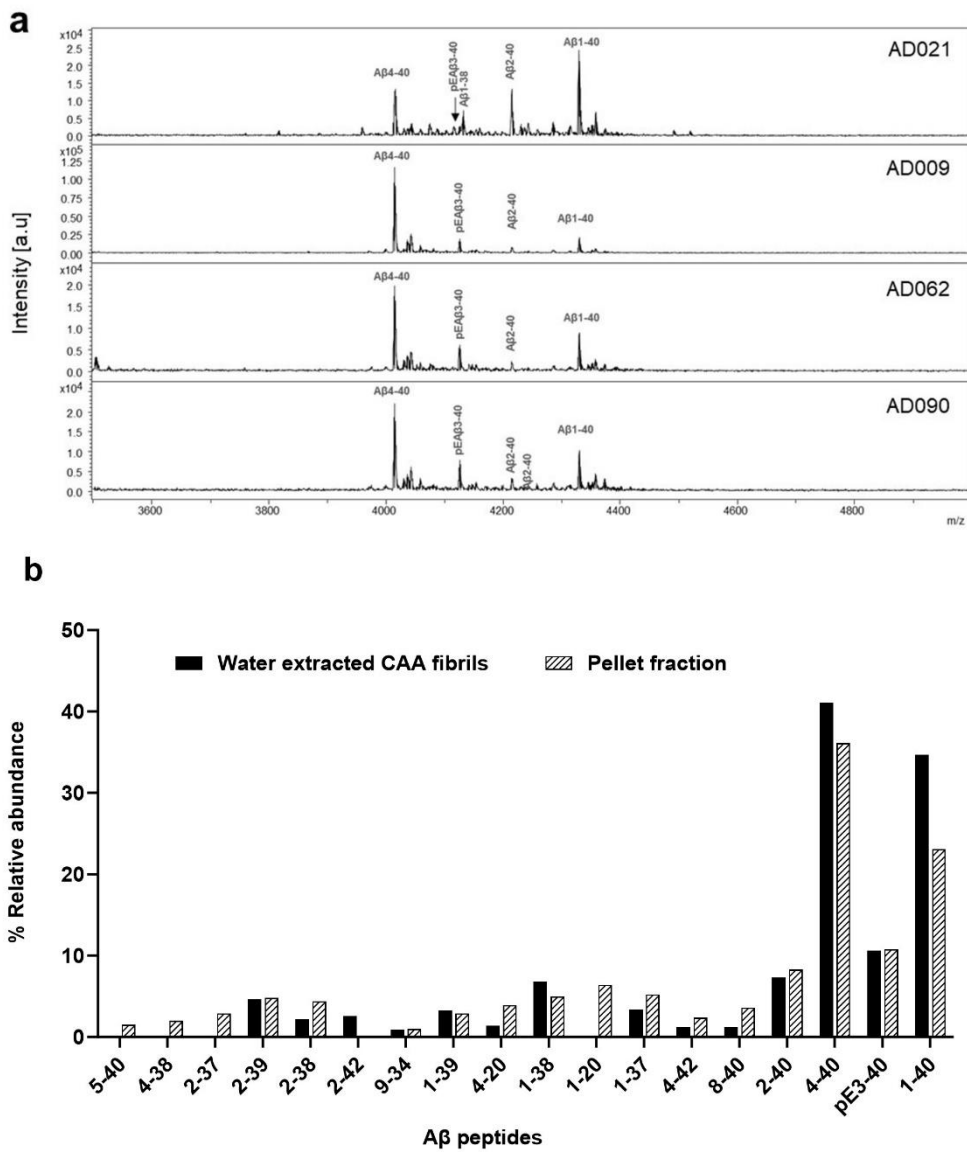 a
x10⁴
AD021
2.5
2.0
1.5
1.0
0.5
0.0
Aβ4-40
pEAβ3-40
Aβ1-38
Aβ2-40
Aβ1-40
x10⁵
AD009
1.25
1.00
0.75
0.50
0.25
0.00
Aβ4-40
pEAβ3-40
Aβ2-40
Aβ1-40
x10⁴
AD062
2.0
1.5
1.0
0.5
0.0
Aβ4-40
pEAβ3-40
Aβ2-40
Aβ1-40
x10⁴
AD090
2.0
1.5
1.0
0.5
0.0
Aβ4-40
pEAβ3-40
Aβ2-40
Aβ2-40
Aβ1-40
Intensity [a.u]
3600 4000 4200 4400 4600 4800
m/z
b
Water extracted CAA fibrils Pellet fraction
% Relative abundance
50
40
30
20
10
0
5-40 4-38 2-37 2-39 2-38 2-42 9-34 1-39 4-20 1-38 1-20 1-37 4-42 8-40 2-40 4-40 pE3-40 1-40
Aβ peptides